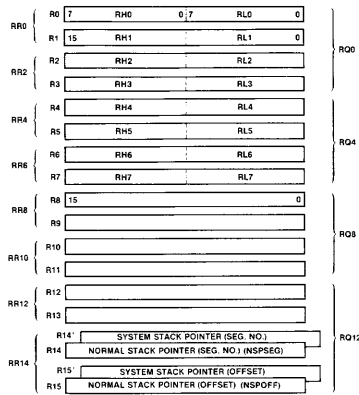 RR0 R0 7 RH0 0 7 RL0 0
R1 15 RH1 RL1 0 RQ0
RR2 R2 RH2 RL2
R3 RH3 RL3
RR4 R4 RH4 RL4
R5 RH5 RL5 RQ4
RR6 R6 RH6 RL6
R7 RH7 RL7
RR8 R8 15 0
R9 RQ8
RR10 R10
R11
RR12 R12
R13
R14' SYSTEM STACK POINTER (SEG. NO.) RQ12
RR14 R14 NORMAL STACK POINTER (SEG. NO.) (NSPSEG)
R15' SYSTEM STACK POINTER (OFFSET)
R15 NORMAL STACK POINTER (OFFSET) (NSPOFF)